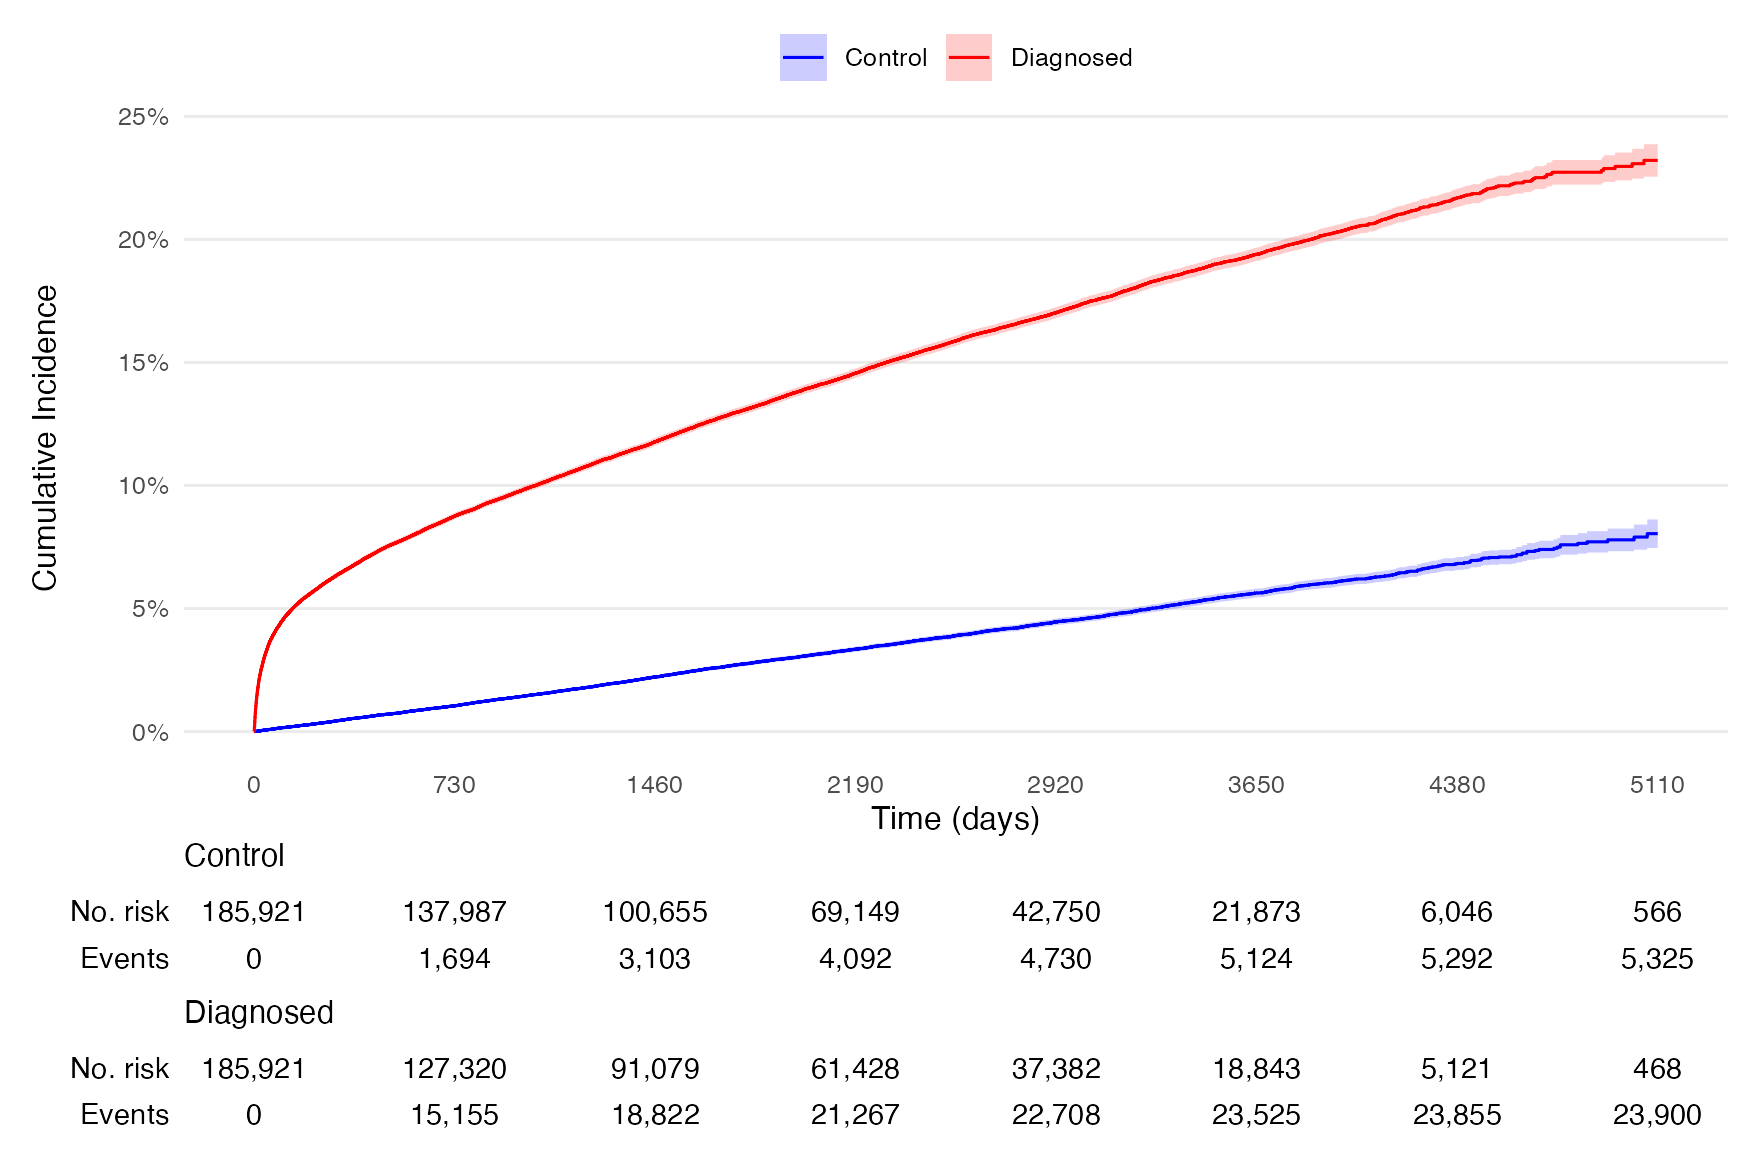 Control Diagnosed
25%
20%
15%
10%
5%
0%
Cumulative Incidence
0 730 1460 2190 2920 3650 4380 5110
Time (days)
Control
No. risk 185,921 137,987 100,655 69,149 42,750 21,873 6,046 566
Events 0 1,694 3,103 4,092 4,730 5,124 5,292 5,325
Diagnosed
No. risk 185,921 127,320 91,079 61,428 37,382 18,843 5,121 468
Events 0 15,155 18,822 21,267 22,708 23,525 23,855 23,900